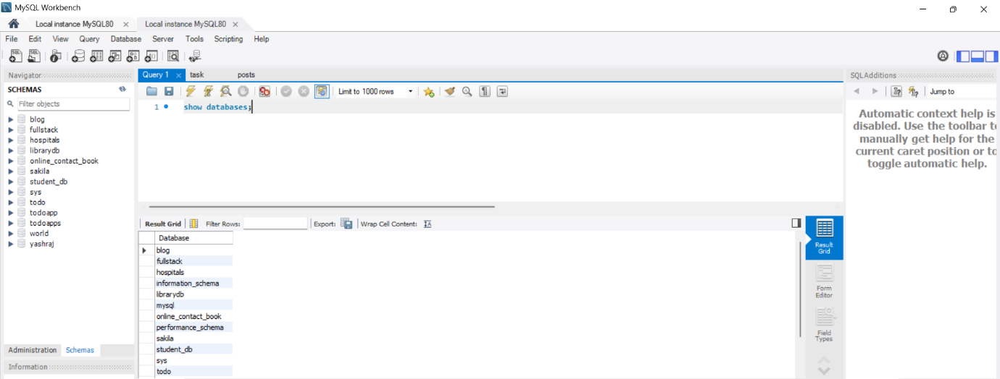 MySQL Workbench
Local instance MySQL80
Local instance MySQL80
File Edit View Query Database Server Tools Scripting Help
Navigator
SCHEMAS
Filter objects
blog
fullstack
hospitals
librarydb
online_contact_book
sakila
student_db
sys
todo
todoapp
todoapps
world
yashraj
Administration Schemas
Information
Query 1 task posts
Limit to 1000 rows
1 show databases;
Result Grid Filter Rows: Export: Wrap Cell Content:
Database
blog
fullstack
hospitals
information_schema
librarydb
mysql
online_contact_book
performance_schema
sakila
student_db
sys
todo
Result
Grid
Form
Editor
Field
Types
SQLAdditions
Jump to
Automatic context help is
disabled. Use the toolbar to
manually get help for the
current caret position or to
toggle automatic help.